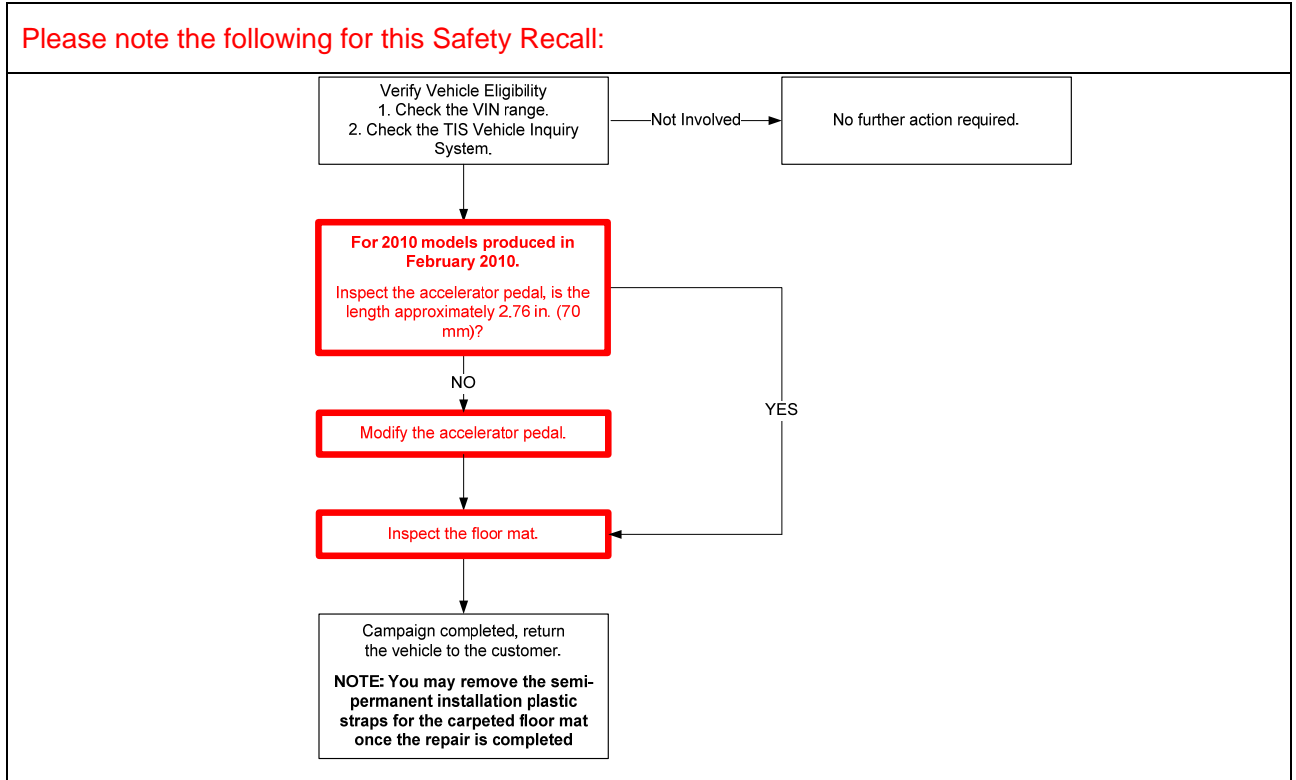 Please note the following for this Safety Recall:
Verify Vehicle Eligibility
1. Check the VIN range.
2. Check the TIS Vehicle Inquiry
System.
Not Involved
No further action required.
For 2010 models produced in
February 2010.
Inspect the accelerator pedal, is the
length approximately 2.76 in. (70
mm)?
NO
YES
Modify the accelerator pedal.
Inspect the floor mat.
Campaign completed, return
the vehicle to the customer.
NOTE: You may remove the semi-
permanent installation plastic
straps for the carpeted floor mat
once the repair is completed